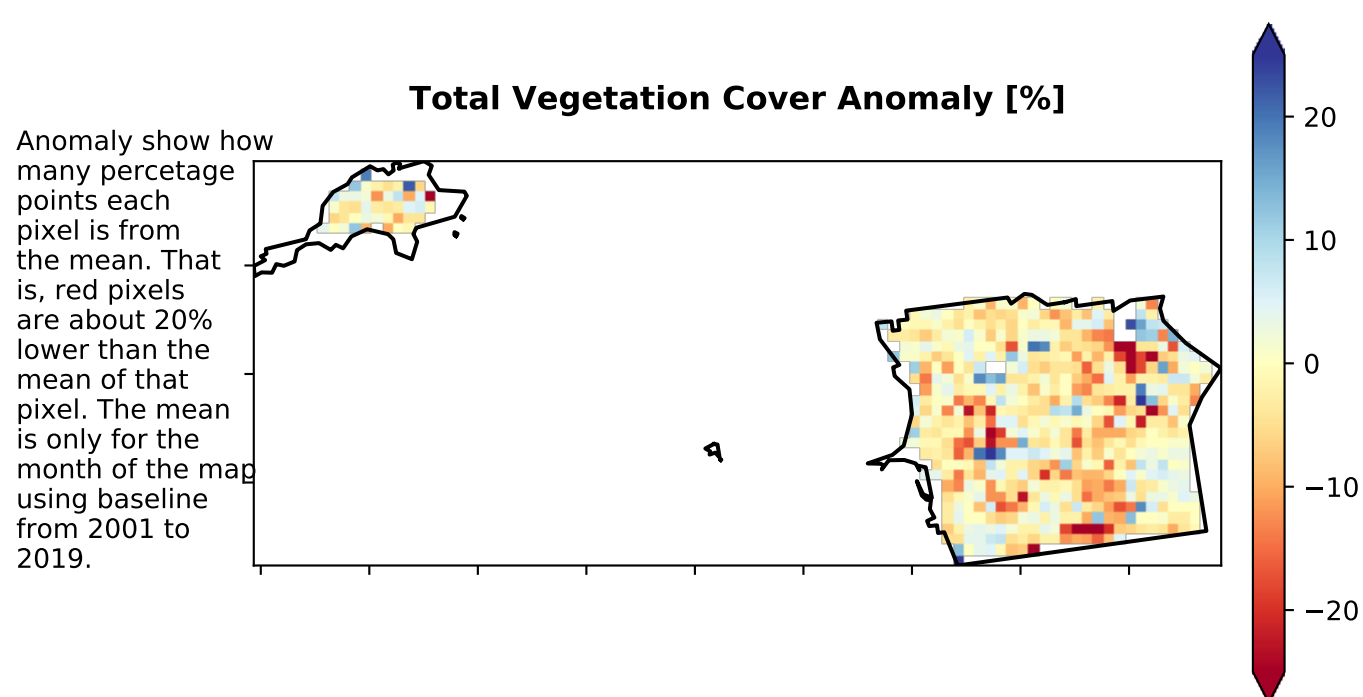 Total Vegetation Cover Anomaly [%]
Anomaly show how
many percetage
points each
pixel is from
the mean. That
is, red pixels
are about 20%
lower than the
mean of that
pixel. The mean
is only for the
month of the map
using baseline
from 2001 to
2019.
20
10
0
−10
−20